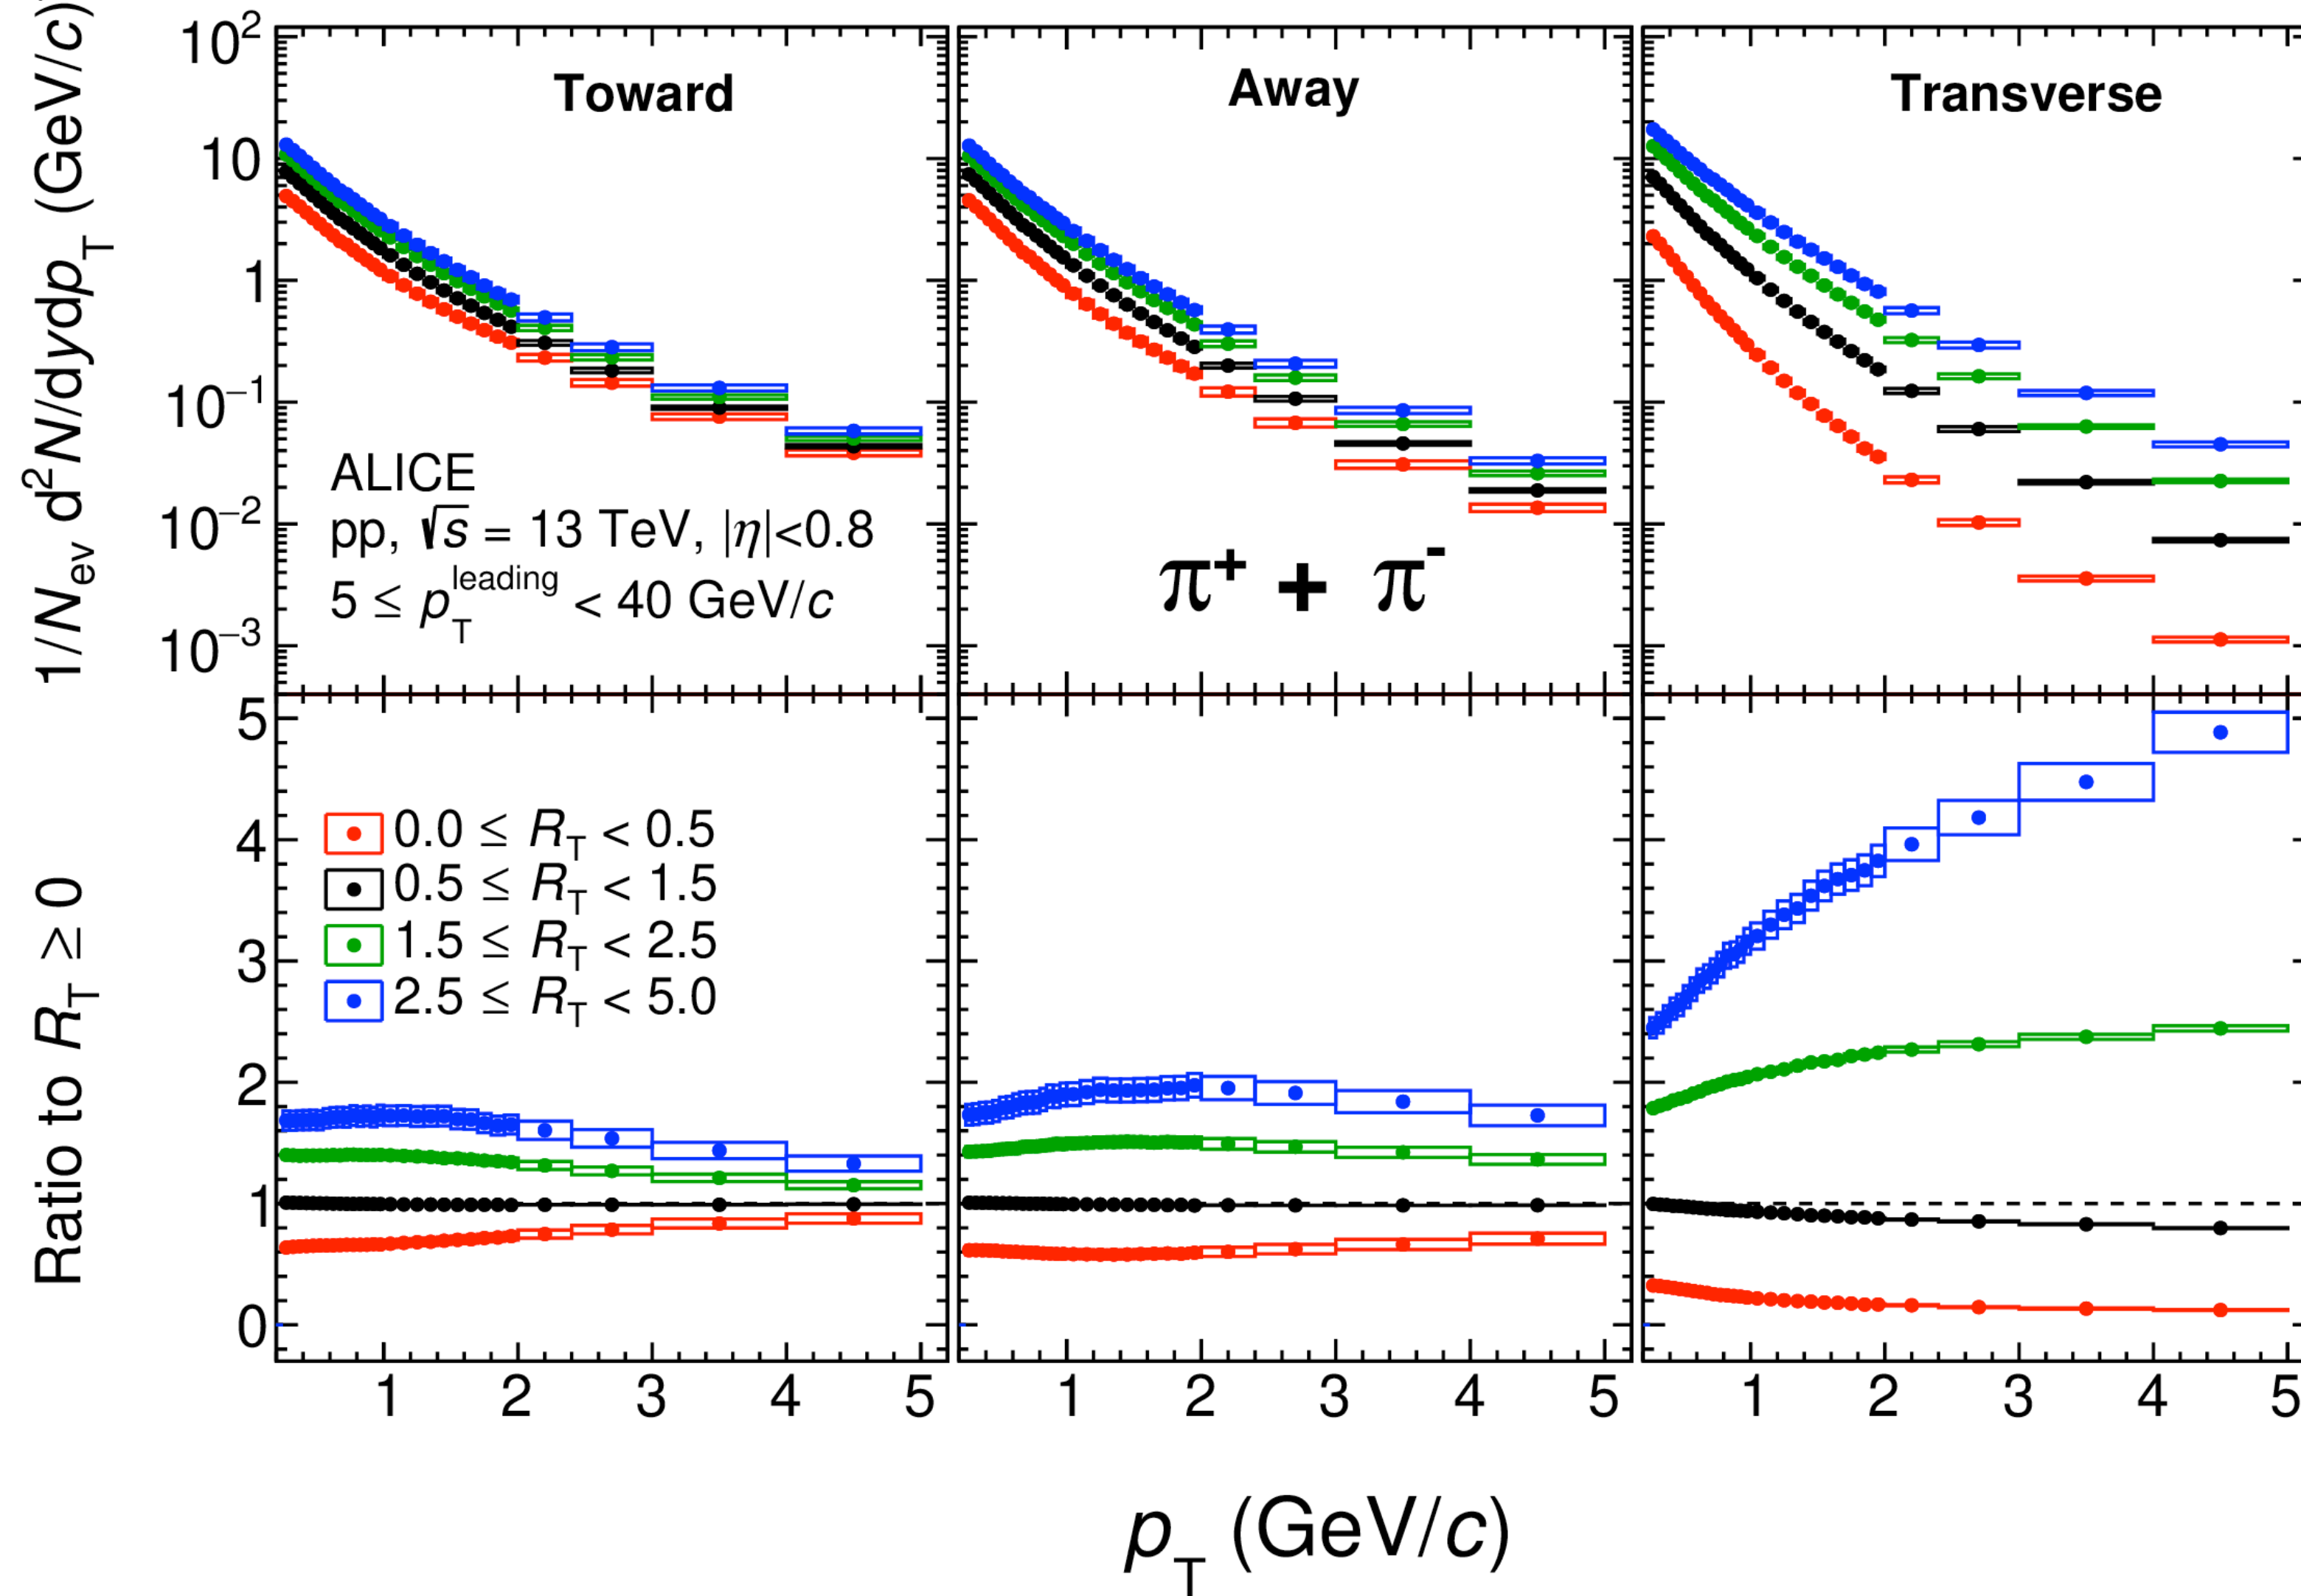 1/N_ev d²N/dydp_T (GeV/c)
10²
10
1
10⁻¹
10⁻²
10⁻³
Toward
Away
Transverse
ALICE
pp, √s = 13 TeV, |η|<0.8
5 ≤ p_T^leading < 40 GeV/c
π⁺ + π⁻
Ratio to R_T ≥ 0
5
4
3
2
1
0
0.0 ≤ R_T < 0.5
0.5 ≤ R_T < 1.5
1.5 ≤ R_T < 2.5
2.5 ≤ R_T < 5.0
1 2 3 4 5
1 2 3 4 5
1 2 3 4 5
p_T (GeV/c)